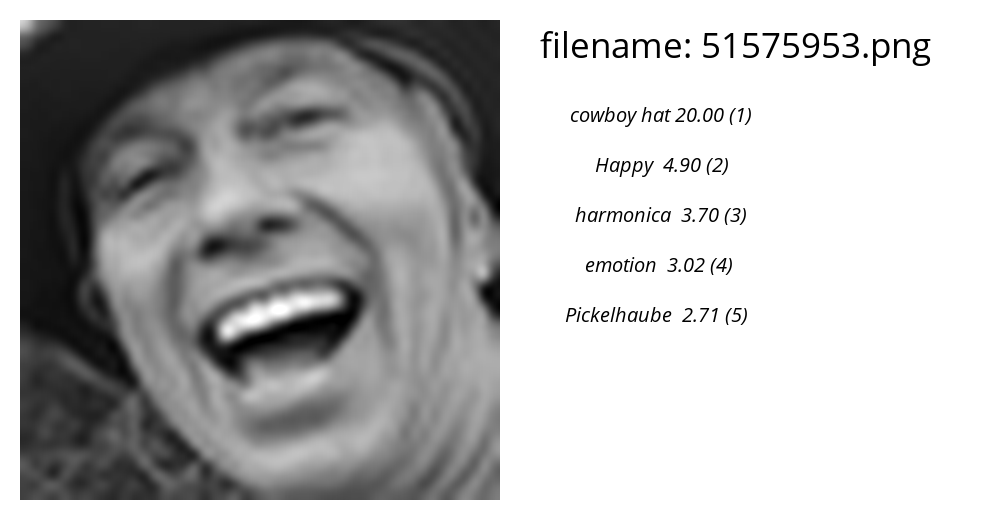 filename: 51575953.png
cowboy hat 20.00 (1)
Happy 4.90 (2)
harmonica 3.70 (3)
emotion 3.02 (4)
Pickelhaube 2.71 (5)